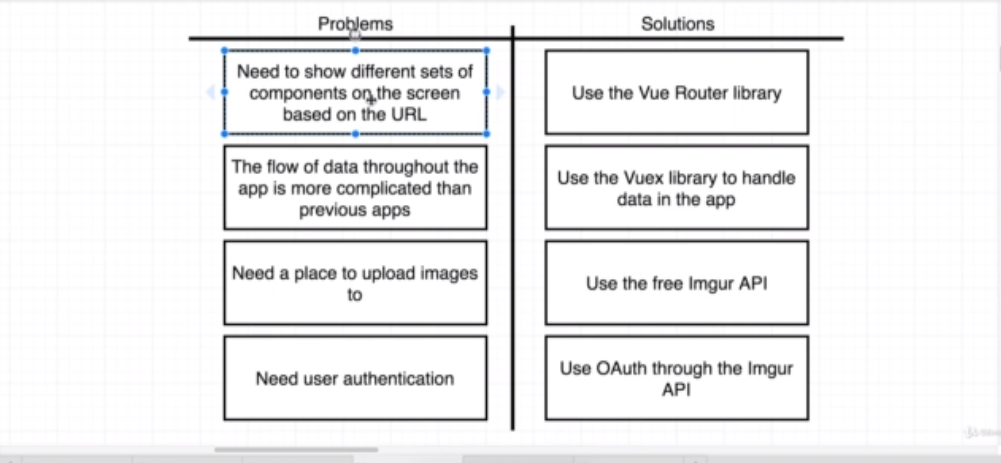 Problems
Solutions
Need to show different sets of
components on the screen
based on the URL
Use the Vue Router library
The flow of data throughout the
app is more complicated than
previous apps
Use the Vuex library to handle
data in the app
Need a place to upload images
to
Use the free Imgur API
Need user authentication
Use OAuth through the Imgur
API